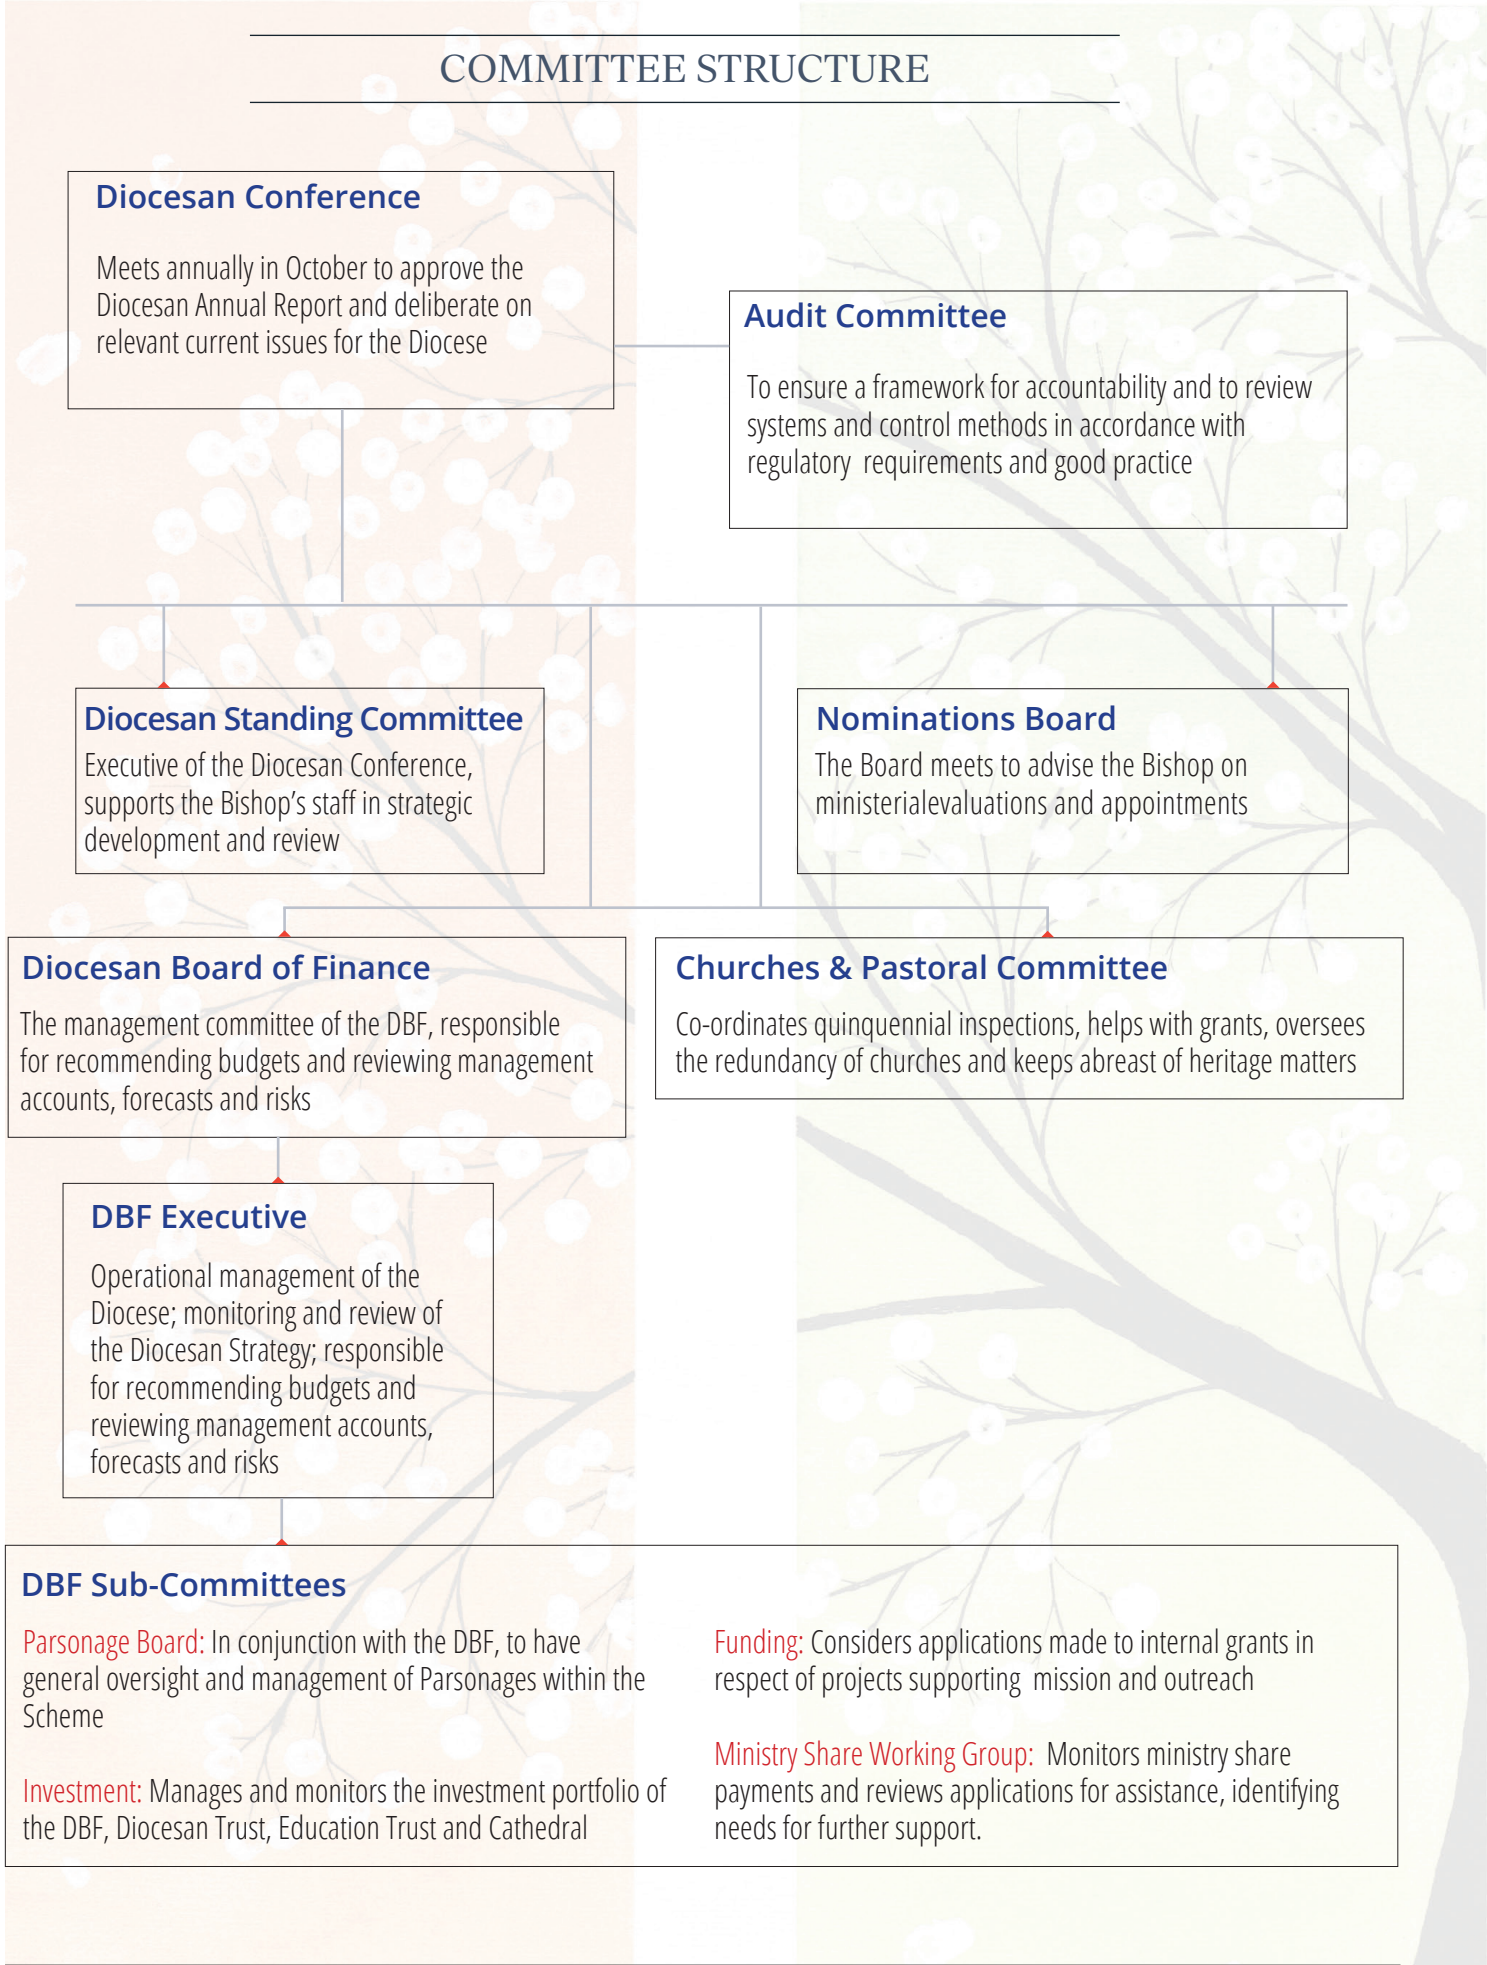 COMMITTEE STRUCTURE
Diocesan Conference
Meets annually in October to approve the
Diocesan Annual Report and deliberate on
relevant current issues for the Diocese
Audit Committee
To ensure a framework for accountability and to review
systems and control methods in accordance with
regulatory requirements and good practice
Diocesan Standing Committee
Executive of the Diocesan Conference,
supports the Bishop’s staff in strategic
development and review
Nominations Board
The Board meets to advise the Bishop on
ministerialevaluations and appointments
Diocesan Board of Finance
The management committee of the DBF, responsible
for recommending budgets and reviewing management
accounts, forecasts and risks
Churches & Pastoral Committee
Co-ordinates quinquennial inspections, helps with grants, oversees
the redundancy of churches and keeps abreast of heritage matters
DBF Executive
Operational management of the
Diocese; monitoring and review of
the Diocesan Strategy; responsible
for recommending budgets and
reviewing management accounts,
forecasts and risks
DBF Sub-Committees
Parsonage Board: In conjunction with the DBF, to have
general oversight and management of Parsonages within the
Scheme
Investment: Manages and monitors the investment portfolio of
the DBF, Diocesan Trust, Education Trust and Cathedral
Funding: Considers applications made to internal grants in
respect of projects supporting mission and outreach
Ministry Share Working Group: Monitors ministry share
payments and reviews applications for assistance, identifying
needs for further support.